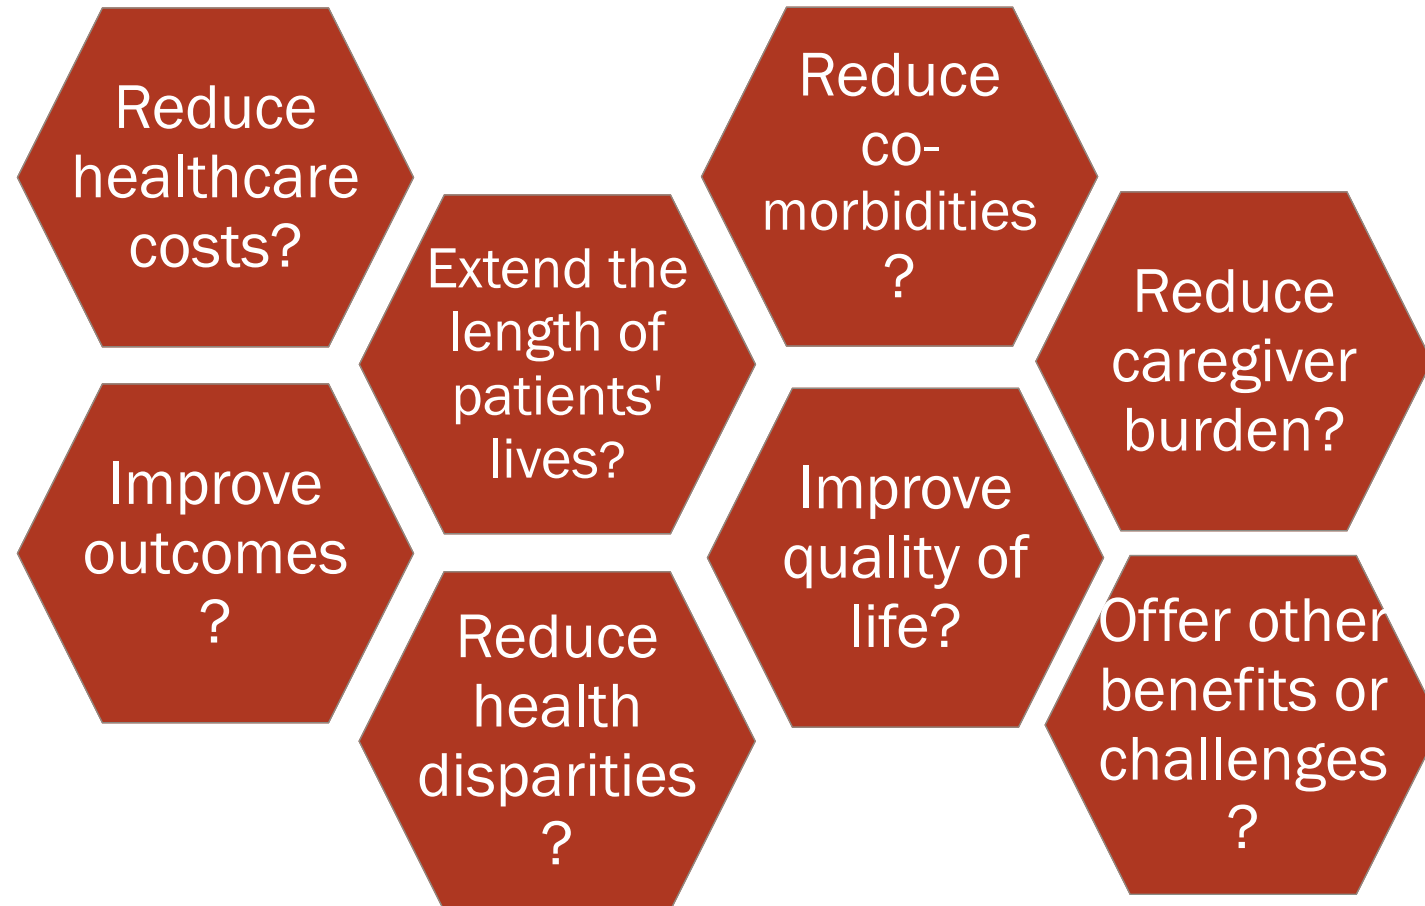 Reduce
healthcare
costs?
Improve
outcomes
?
Extend the
length of
patients'
lives?
Reduce
health
disparities
?
Reduce
co-
morbidities
?
Improve
quality of
life?
Reduce
caregiver
burden?
Offer other
benefits or
challenges
?